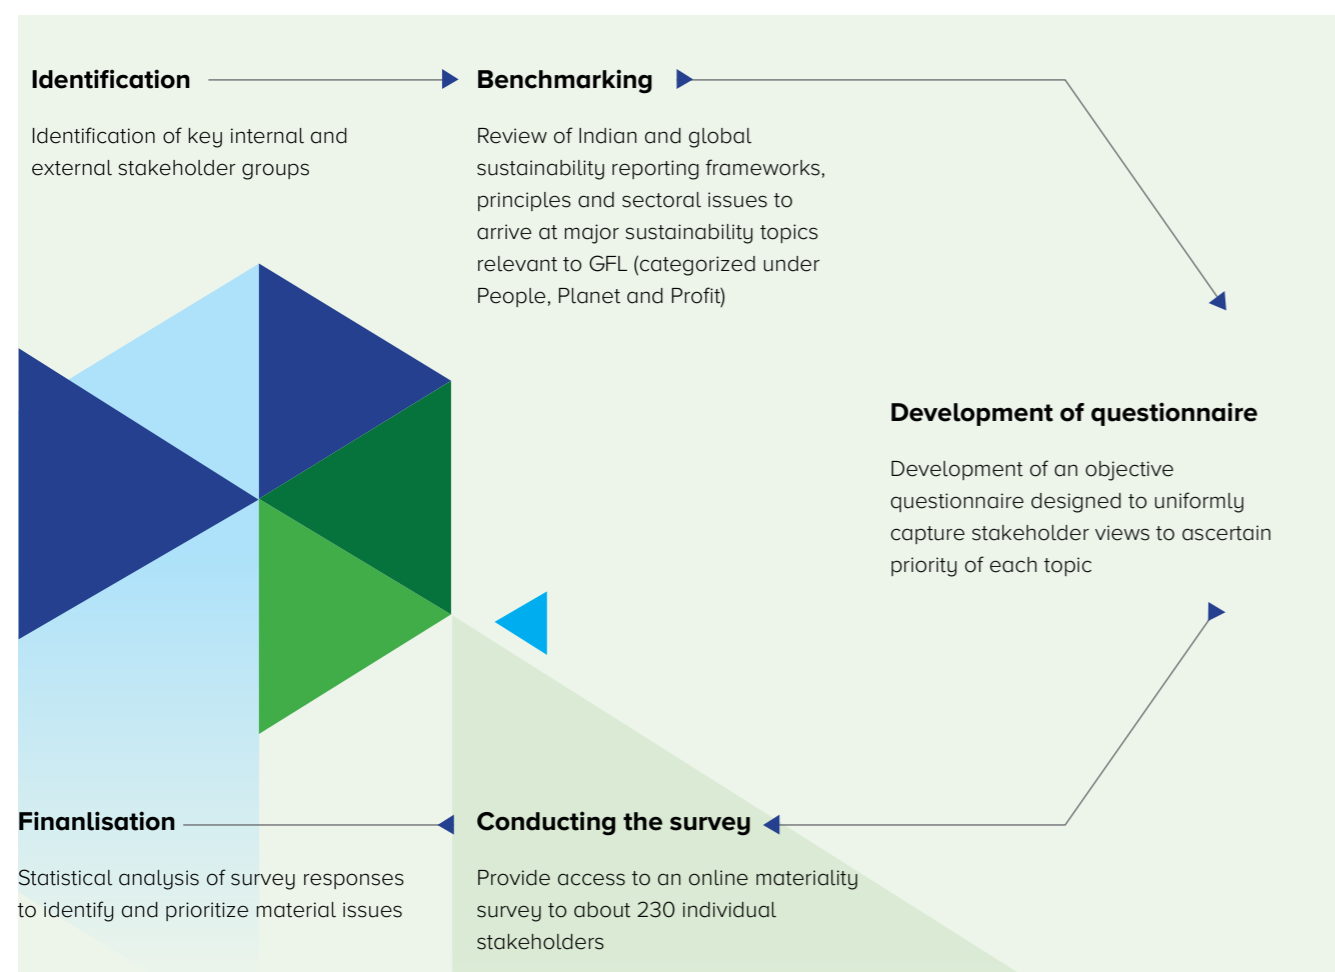 Identification
Identification of key internal and
external stakeholder groups
Benchmarking
Review of Indian and global
sustainability reporting frameworks,
principles and sectoral issues to
arrive at major sustainability topics
relevant to GFL (categorized under
People, Planet and Profit)
Development of questionnaire
Development of an objective
questionnaire designed to uniformly
capture stakeholder views to ascertain
priority of each topic
Conducting the survey
Provide access to an online materiality
survey to about 230 individual
stakeholders
Finanlisation
Statistical analysis of survey responses
to identify and prioritize material issues